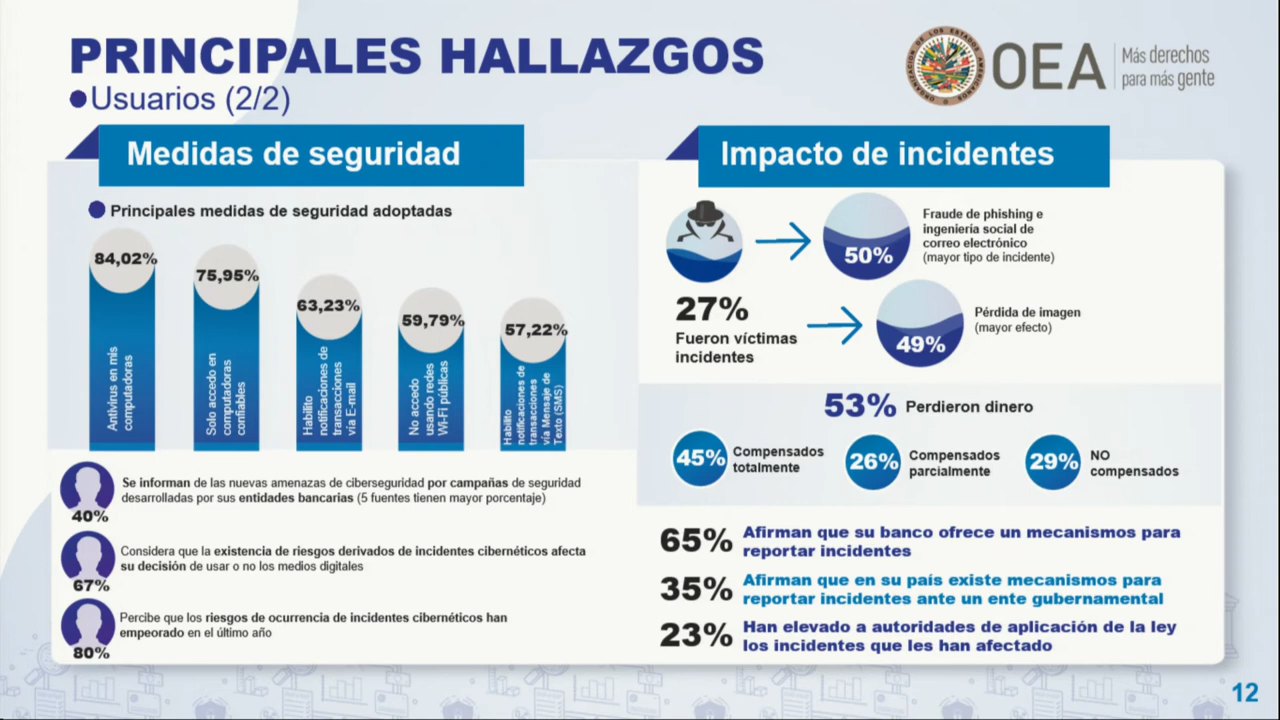 PRINCIPALES HALLAZGOS
Usuarios (2/2)
OEA
Más derechos
para más gente
Medidas de seguridad
Principales medidas de seguridad adoptadas
84,02%
75,95%
63,23%
59,79%
57,22%
Antivirus en mis
computadoras
Solo accedo en
computadoras
confiables
Habilito
notificaciones de
transacciones
vía E-mail
No accedo
usando redes
Wi-Fi públicas
Habilito
notificaciones de
transacciones
vía Mensaje de
Texto (SMS)
Se informan de las nuevas amenazas de ciberseguridad por campañas de seguridad
desarrolladas por sus entidades bancarias (5 fuentes tienen mayor porcentaje)
40%
Considera que la existencia de riesgos derivados de incidentes cibernéticos afecta
su decisión de usar o no los medios digitales
67%
Percibe que los riesgos de ocurrencia de incidentes cibernéticos han
empeorado en el último año
80%
Impacto de incidentes
50%
Fraude de phishing e
ingeniería social de
correo electrónico
(mayor tipo de incidente)
27%
Fueron víctimas
incidentes
49%
Pérdida de imagen
(mayor efecto)
53% Perdieron dinero
45%
Compensados
totalmente
26%
Compensados
parcialmente
29%
NO
compensados
65%
Afirman que su banco ofrece un mecanismos para
reportar incidentes
35%
Afirman que en su país existe mecanismos para
reportar incidentes ante un ente gubernamental
23%
Han elevado a autoridades de aplicación de la ley
los incidentes que les han afectado
12